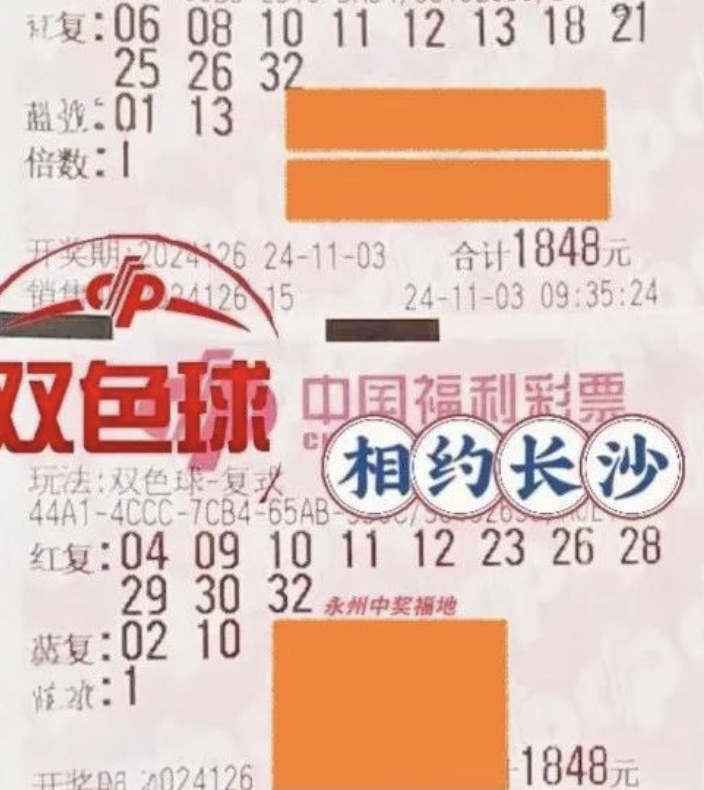 红复:06 08 10 11 12 13 18 21
25 26 32
蓝复:01 13
倍数:1
开奖期:2024126 24-11-03 合计1848元
销售 24126 15 24-11-03 09:35:24
双色球
中国福利彩票
相约长沙
玩法:双色球-复式
44A1-4CCC-7CB4-65AB-
红复:04 09 10 11 12 23 26 28
29 30 32
永州中奖福地
蓝复:02 10
:1
开奖期 2024126 1848元